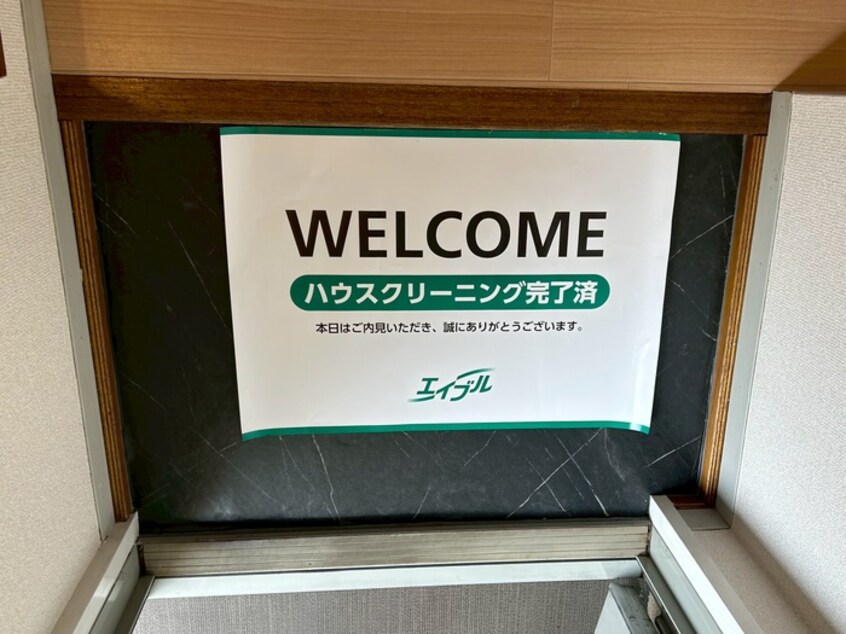 WELCOME
ハウスクリーニング完了済
本日はご内見いただき、誠にありがとうございます。
エイブル